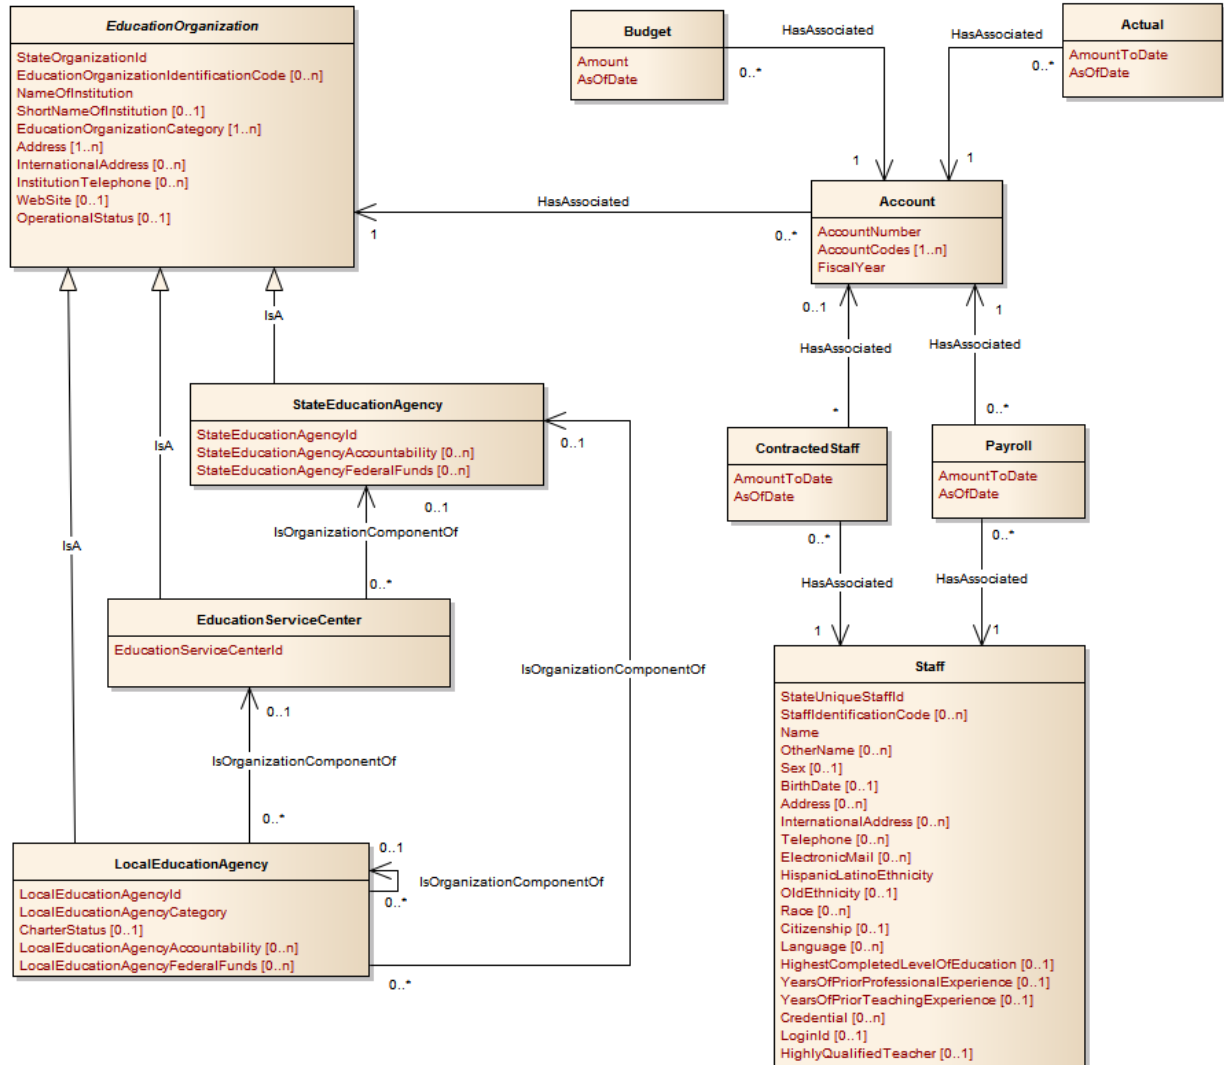 EducationOrganization
StateOrganizationId
EducationOrganizationIdentificationCode [0..n]
NameOfInstitution
ShortNameOfInstitution [0..1]
EducationOrganizationCategory [1..n]
Address [1..n]
InternationalAddress [0..n]
InstitutionTelephone [0..n]
WebSite [0..1]
OperationalStatus [0..1]
Budget
Amount
AsOfDate
HasAssociated
0..*
1
Actual
AmountToDate
AsOfDate
HasAssociated
0..*
1
Account
AccountNumber
AccountCodes [1..n]
FiscalYear
HasAssociated
1
0..*
IsA
IsA
IsA
StateEducationAgency
StateEducationAgencyId
StateEducationAgencyAccountability [0..n]
StateEducationAgencyFederalFunds [0..n]
0..1
0..1
IsOrganizationComponentOf
0..*
EducationServiceCenter
EducationServiceCenterId
0..1
IsOrganizationComponentOf
0..*
IsOrganizationComponentOf
LocalEducationAgency
LocalEducationAgencyId
LocalEducationAgencyCategory
CharterStatus [0..1]
LocalEducationAgencyAccountability [0..n]
LocalEducationAgencyFederalFunds [0..n]
0..1
IsOrganizationComponentOf
0..*
0..*
0..1
HasAssociated
*
1
HasAssociated
0..*
ContractedStaff
AmountToDate
AsOfDate
Payroll
AmountToDate
AsOfDate
0..*
HasAssociated
1
0..*
HasAssociated
1
Staff
StateUniqueStaffId
StaffIdentificationCode [0..n]
Name
OtherName [0..n]
Sex [0..1]
BirthDate [0..1]
Address [0..n]
InternationalAddress [0..n]
Telephone [0..n]
ElectronicMail [0..n]
HispanicLatinoEthnicity
OldEthnicity [0..1]
Race [0..n]
Citizenship [0..1]
Language [0..n]
HighestCompletedLevelOfEducation [0..1]
YearsOfPriorProfessionalExperience [0..1]
YearsOfPriorTeachingExperience [0..1]
Credential [0..n]
LoginId [0..1]
HighlyQualifiedTeacher [0..1]